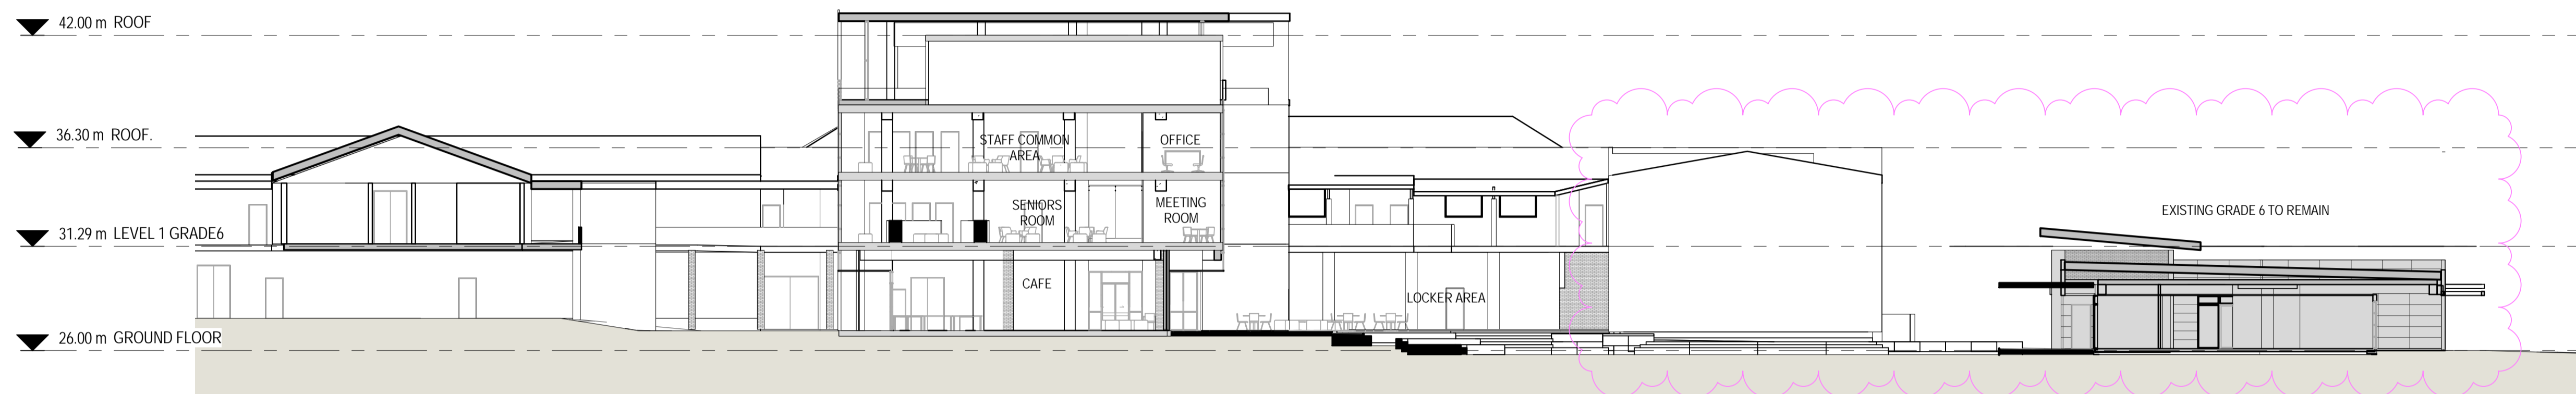 42.00 m ROOF
36.30 m ROOF.
31.29 m LEVEL 1 GRADE6
26.00 m GROUND FLOOR
STAFF COMMON
AREA
OFFICE
SENIORS
ROOM
MEETING
ROOM
CAFE
LOCKER AREA
EXISTING GRADE 6 TO REMAIN